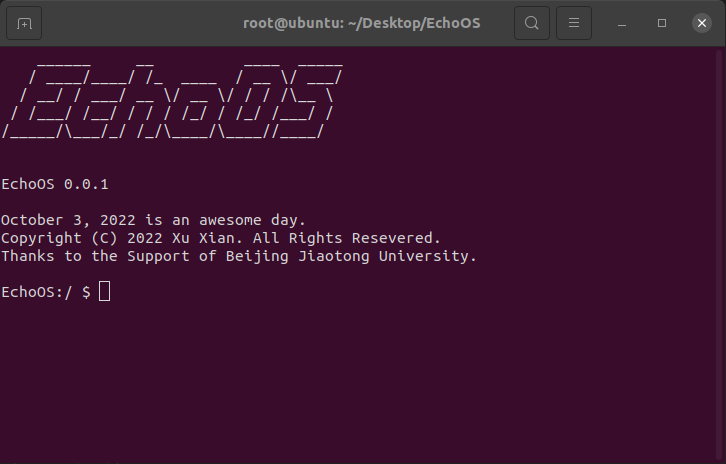 root@ubuntu: ~/Desktop/EchoOS
EchoOS
EchoOS 0.0.1
October 3, 2022 is an awesome day.
Copyright (C) 2022 Xu Xian. All Rights Resevered.
Thanks to the Support of Beijing Jiaotong University.
EchoOS:/ $